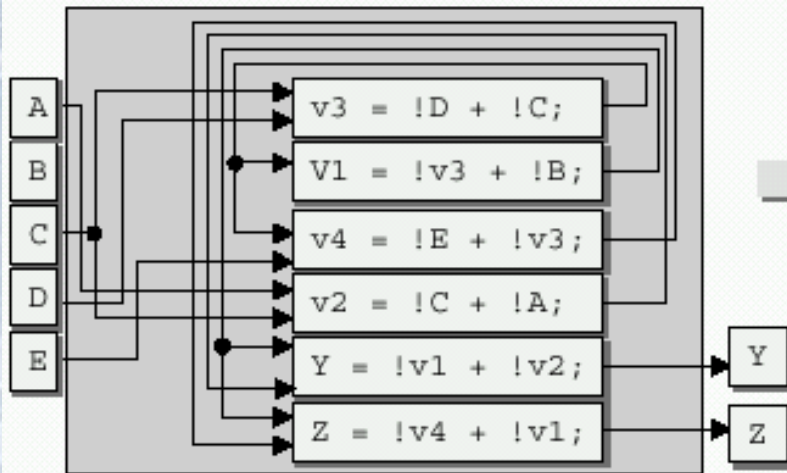 A
B
C
D
E
v3 = !D + !C;
V1 = !v3 + !B;
v4 = !E + !v3;
v2 = !C + !A;
Y = !v1 + !v2;
Z = !v4 + !v1;
Y
Z